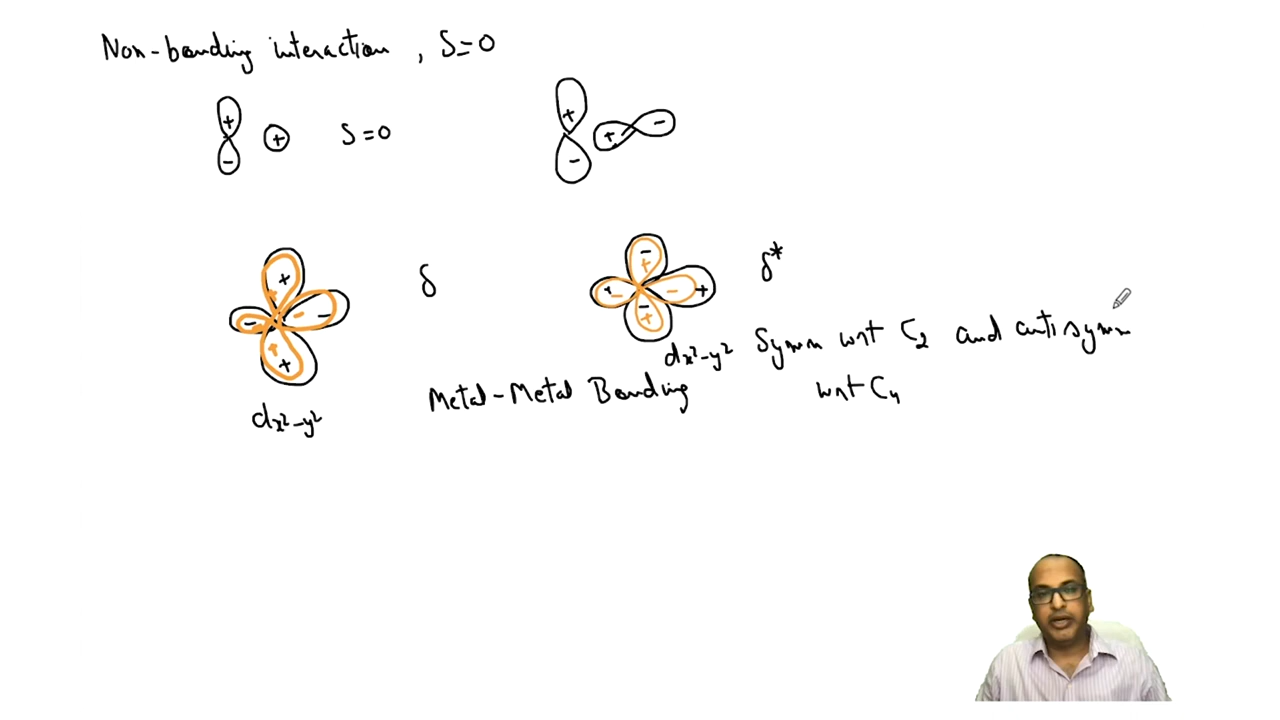 Non-bonding interaction, S=0
+ - + S=0
+ - + -
+ - - + - - + + δ
- + + - - + - + δ*
dx²-y² Symm wrt C₂ and antisymm
wrt C₄
Metal-Metal Bonding
dx²-y²